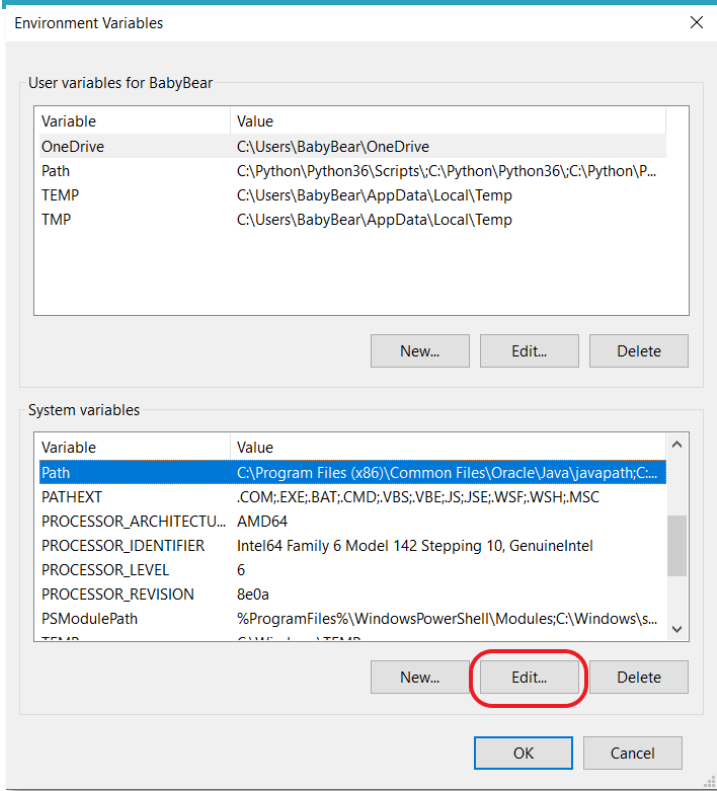 Environment Variables
User variables for BabyBear
Variable Value
OneDrive C:\Users\BabyBear\OneDrive
Path C:\Python\Python36\Scripts\;C:\Python\Python36\;C:\Python\P...
TEMP C:\Users\BabyBear\AppData\Local\Temp
TMP C:\Users\BabyBear\AppData\Local\Temp
New... Edit... Delete
System variables
Variable Value
Path C:\Program Files (x86)\Common Files\Oracle\Java\javapath;C:...
PATHEXT .COM;.EXE;.BAT;.CMD;.VBS;.VBE;.JS;.JSE;.WSF;.WSH;.MSC
PROCESSOR_ARCHITECTU... AMD64
PROCESSOR_IDENTIFIER Intel64 Family 6 Model 142 Stepping 10, GenuineIntel
PROCESSOR_LEVEL 6
PROCESSOR_REVISION 8e0a
PSModulePath %ProgramFiles%\WindowsPowerShell\Modules;C:\Windows\s...
TEMP C:\Windows\TEMP
New... Edit... Delete
OK Cancel